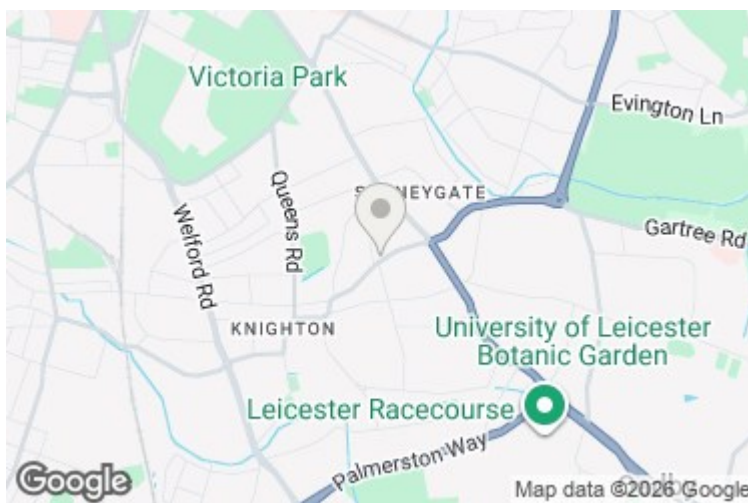 Victoria Park
Evington Ln
STONEYGATE
Queens Rd
Gartree Rd
Welford Rd
KNIGHTON
University of Leicester
Botanic Garden
Leicester Racecourse
Palmerston Way
Google
Map data ©2026 Google